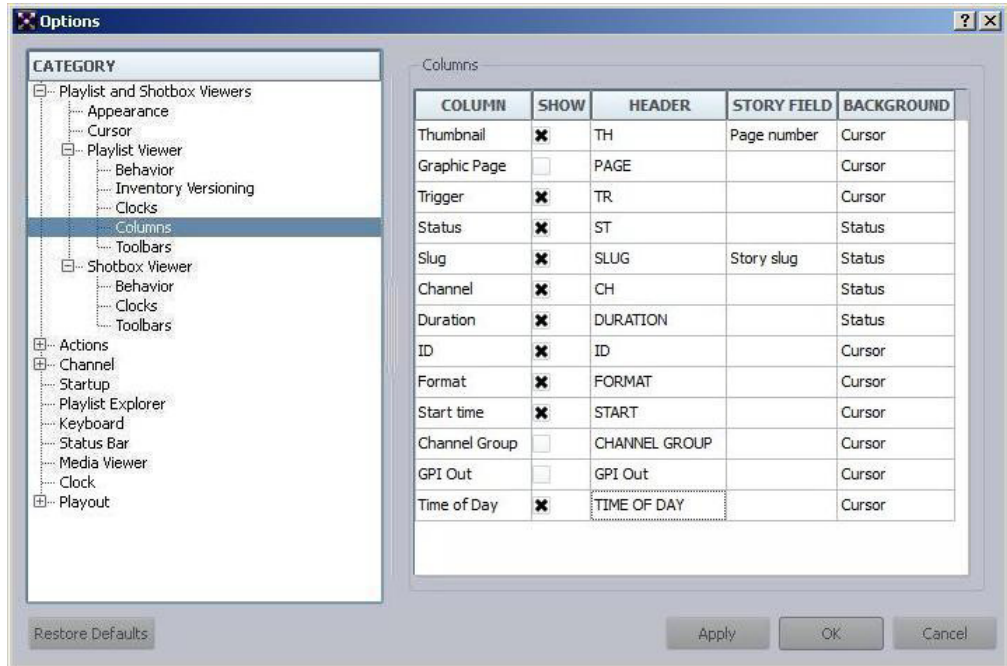 Options
CATEGORY
Playlist and Shotbox Viewers
Appearance
Cursor
Playlist Viewer
Behavior
Inventory Versioning
Clocks
Columns
Toolbars
Shotbox Viewer
Behavior
Clocks
Toolbars
Actions
Channel
Startup
Playlist Explorer
Keyboard
Status Bar
Media Viewer
Clock
Playout
Columns
COLUMN SHOW HEADER STORY FIELD BACKGROUND
Thumbnail TH Page number Cursor
Graphic Page PAGE Cursor
Trigger TR Cursor
Status ST Status
Slug SLUG Story slug Status
Channel CH Status
Duration DURATION Status
ID ID Cursor
Format FORMAT Cursor
Start time START Cursor
Channel Group CHANNEL GROUP Cursor
GPI Out GPI Out Cursor
Time of Day TIME OF DAY Cursor
Restore Defaults Apply OK Cancel